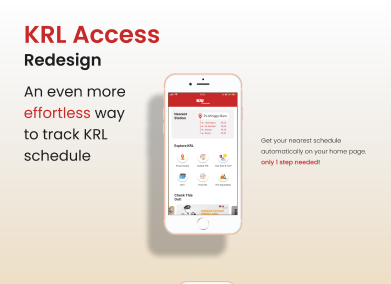 KRL Access
Redesign
An even more
effortless way
to track KRL
schedule
Get your nearest schedule
automatically on your home page,
only 1 step needed!
Nearest
Station
Explore KRL
Check This
Out!